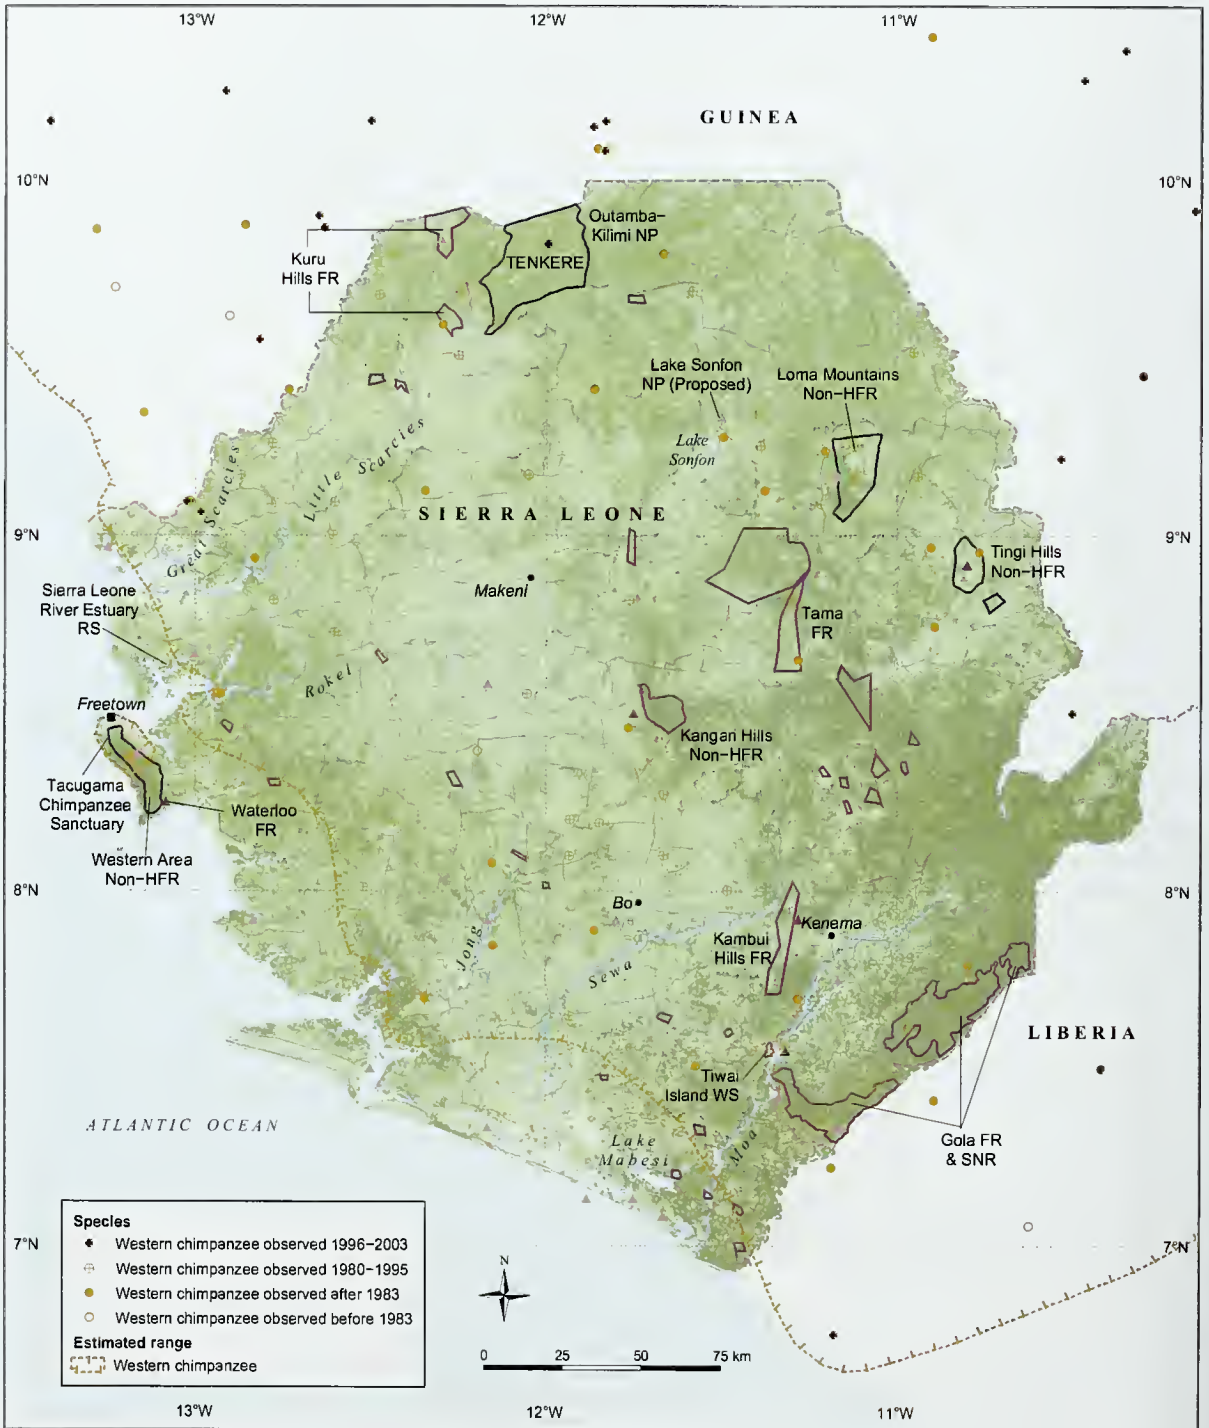 13°W
12°W
11°W
GUINEA
10°N
10°N
Outamba–
Kilimi NP
Kuru
Hills FR
TENKERE
Lake Sonfon
NP (Proposed)
Loma Mountains
Non–HFR
Lake
Sonfon
Little Scarcies
Great Scarcies
SIERRA LEONE
9°N
9°N
Tingi Hills
Non–HFR
Makeni
Sierra Leone
River Estuary
RS
Tama
FR
Rokel
Freetown
Kangari Hills
Non–HFR
Tacugama
Chimpanzee
Sanctuary
Waterloo
FR
Western Area
Non–HFR
8°N
8°N
Bo
Kenema
Kambui
Hills FR
Jong
Sewa
LIBERIA
Tiwai
Island WS
ATLANTIC OCEAN
Lake
Mabesi
Moa
Gola FR
& SNR
7°N
7°N
Species
Western chimpanzee observed 1996–2003
Western chimpanzee observed 1980–1995
Western chimpanzee observed after 1983
Western chimpanzee observed before 1983
Estimated range
Western chimpanzee
N
0 25 50 75 km
13°W
12°W
11°W